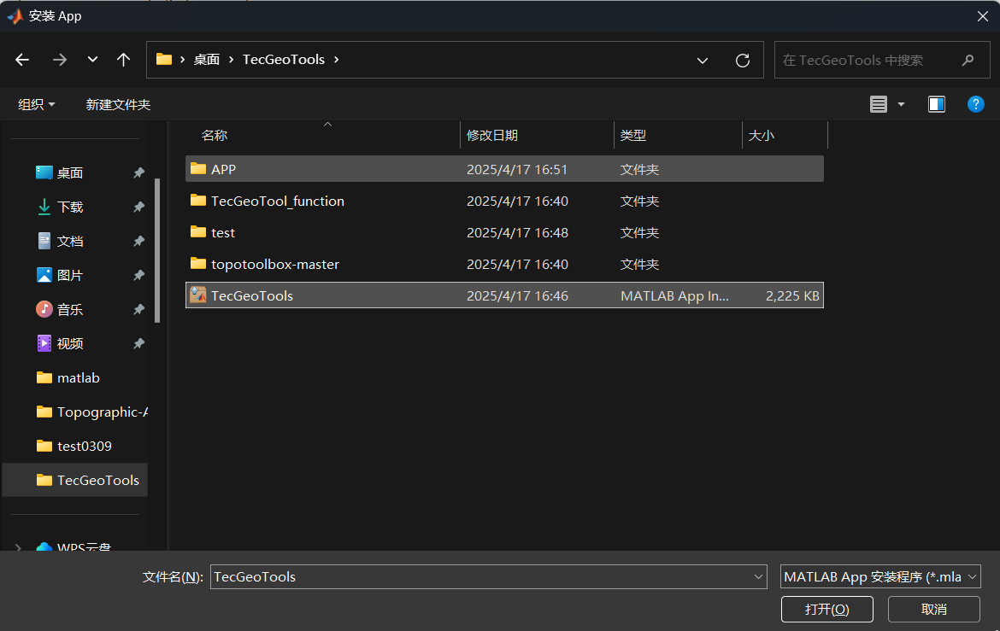 安装 App
桌面 TecGeoTools
在 TecGeoTools 中搜索
组织 新建文件夹
名称 修改日期 类型 大小
桌面
下载
文档
图片
音乐
视频
matlab
Topographic-A
test0309
TecGeoTools
WPS云盘
APP 2025/4/17 16:51 文件夹
TecGeoTool_function 2025/4/17 16:40 文件夹
test 2025/4/17 16:48 文件夹
topotoolbox-master 2025/4/17 16:40 文件夹
TecGeoTools 2025/4/17 16:46 MATLAB App In... 2,225 KB
文件名(N): TecGeoTools
MATLAB App 安装程序 (*.mla
打开(O) 取消